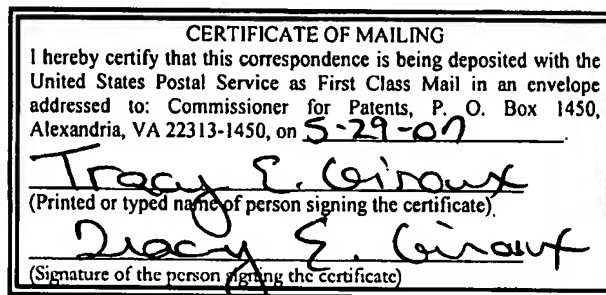 CERTIFICATE OF MAILING
I hereby certify that this correspondence is being deposited with the
United States Postal Service as First Class Mail in an envelope
addressed to: Commissioner for Patents, P. O. Box 1450,
Alexandria, VA 22313-1450, on 5-29-07.
Tracy E. Giroux
(Printed or typed name of person signing the certificate)
Tracy E. Giroux
(Signature of the person signing the certificate)